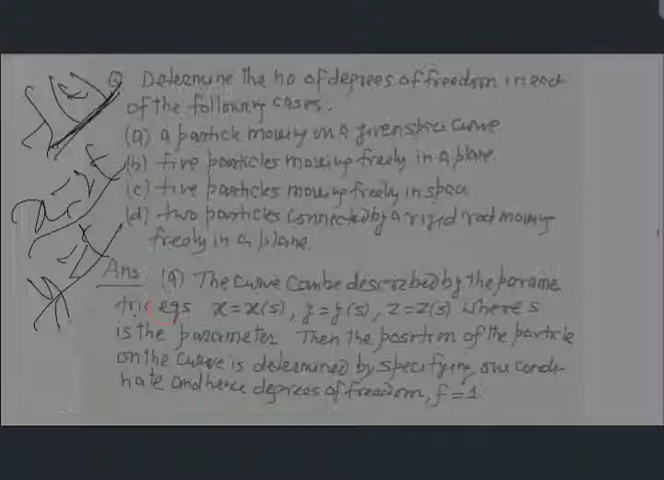 Q Determine the no of degrees of freedom in each
of the following cases:
(a) a particle moving on a given space curve
(b) five particles moving freely in a plane
(c) five particles moving freely in space
(d) two particles connected by a rigid rod moving
freely in a plane.
Ans (a) The curve can be described by the parame
tric eqs x=x(s), y=y(s), z=z(s) where s
is the parameter. Then the position of the particle
on the curve is determined by specifying one coordi-
nate and hence degrees of freedom, f=1